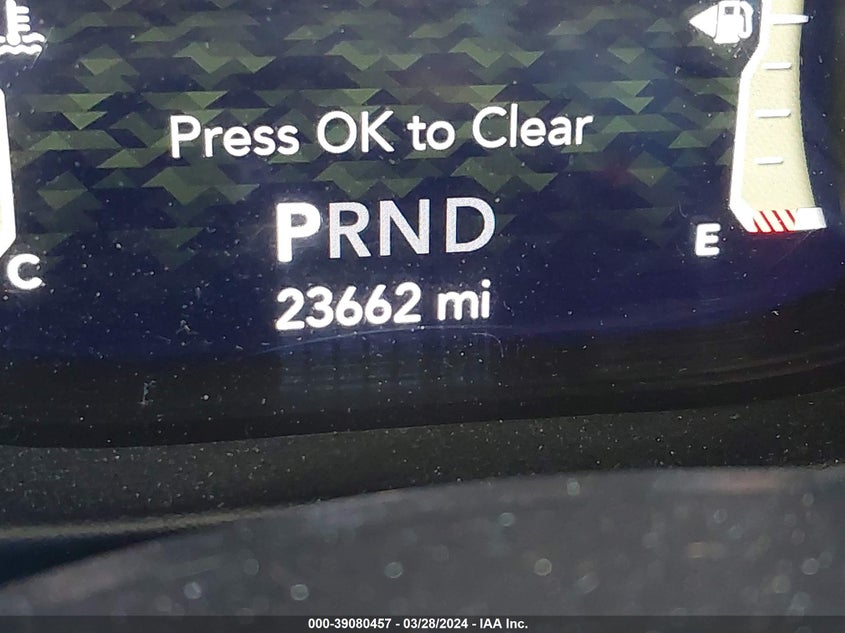 Press OK to Clear
PRND
E
C
23662 mi
000-39080457 - 03/28/2024 - IAA Inc.